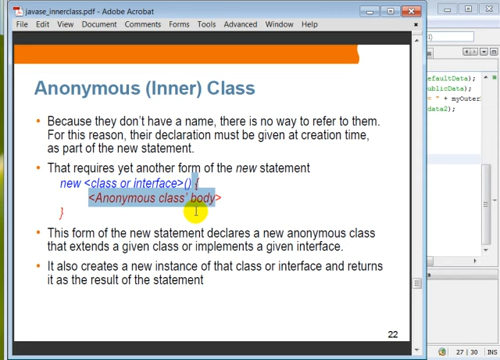 javase_innerclass.pdf - Adobe Acrobat
File Edit View Document Comments Forms Tools Advanced Window Help
Anonymous (Inner) Class
• Because they don't have a name, there is no way to refer to them.
For this reason, their declaration must be given at creation time,
as part of the new statement.
• That requires yet another form of the new statement
new <class or interface>() {
<Anonymous class' body>
}
• This form of the new statement declares a new anonymous class
that extends a given class or implements a given interface.
• It also creates a new instance of that class or interface and returns
it as the result of the statement
22
efaultData);
ublicData);
= " + myOuter
data2);
27 | 30 INS